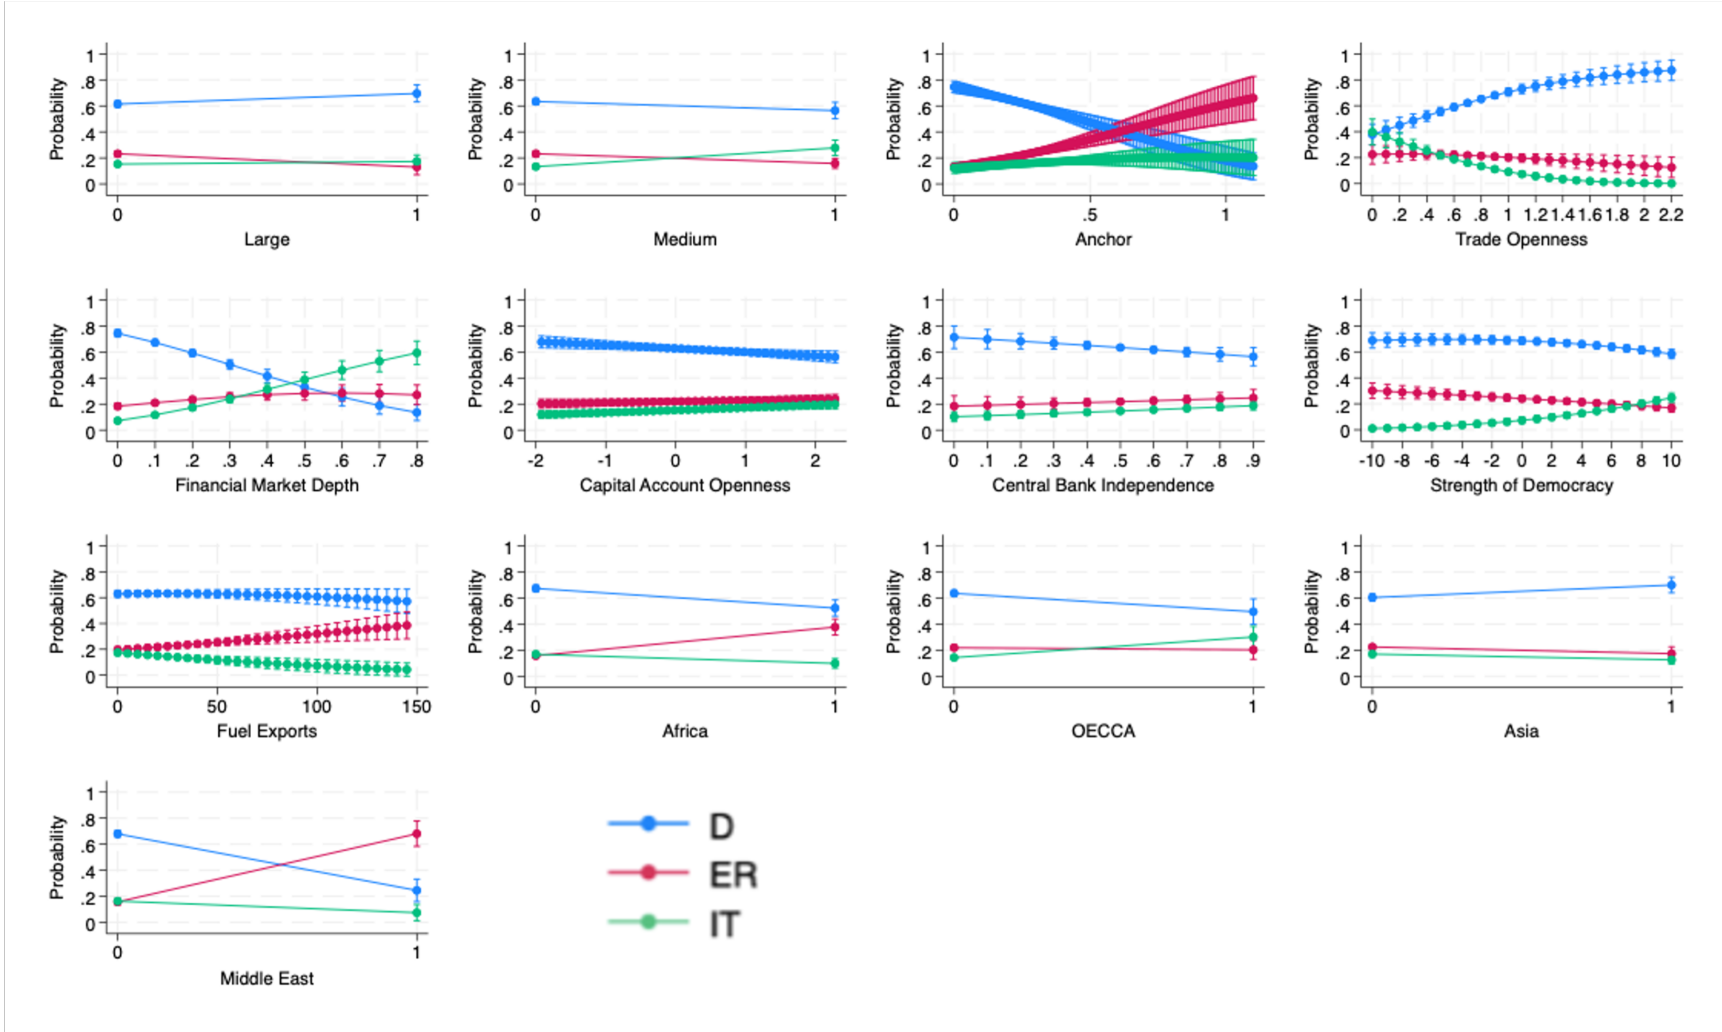 1 1 1 1
.8 .8 .8 .8
Probability Probability Probability Probability
.6 .6 .6 .6
.4 .4 .4 .4
.2 .2 .2 .2
0 0 0 0
0 1 0 1 0 .5 1 0 .2 .4 .6 .8 1 1.2 1.4 1.6 1.8 2 2.2
Large Medium Anchor Trade Openness
1 1 1 1
.8 .8 .8 .8
Probability Probability Probability Probability
.6 .6 .6 .6
.4 .4 .4 .4
.2 .2 .2 .2
0 0 0 0
0 .1 .2 .3 .4 .5 .6 .7 .8 -2 -1 0 1 2 0 .1 .2 .3 .4 .5 .6 .7 .8 .9 -10 -8 -6 -4 -2 0 2 4 6 8 10
Financial Market Depth Capital Account Openness Central Bank Independence Strength of Democracy
1 1 1 1
.8 .8 .8 .8
Probability Probability Probability Probability
.6 .6 .6 .6
.4 .4 .4 .4
.2 .2 .2 .2
0 0 0 0
0 50 100 150 0 1 0 1 0 1
Fuel Exports Africa OECCA Asia
1
.8
Probability
.6
.4
.2
0
0 1
Middle East
D
ER
IT